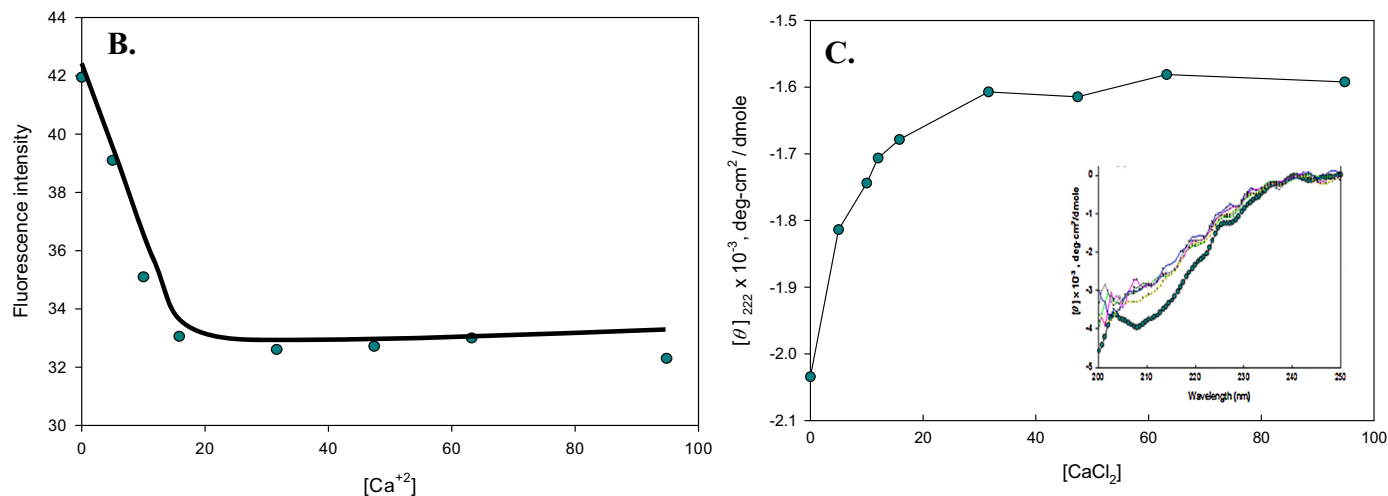 B.
44
42
40
38
36
34
32
30
Fluorescence intensity
0 20 40 60 80 100
[Ca⁺²]
C.
-1.5
-1.6
-1.7
-1.8
-1.9
-2.0
-2.1
[θ]₂₂₂ x 10⁻³, deg-cm² / dmole
0 20 40 60 80 100
[CaCl₂]
0
-1
-2
-3
-4
-5
[θ] x 10⁻³, deg·cm²/dmole
200 210 220 230 240 250
Wavelength (nm)